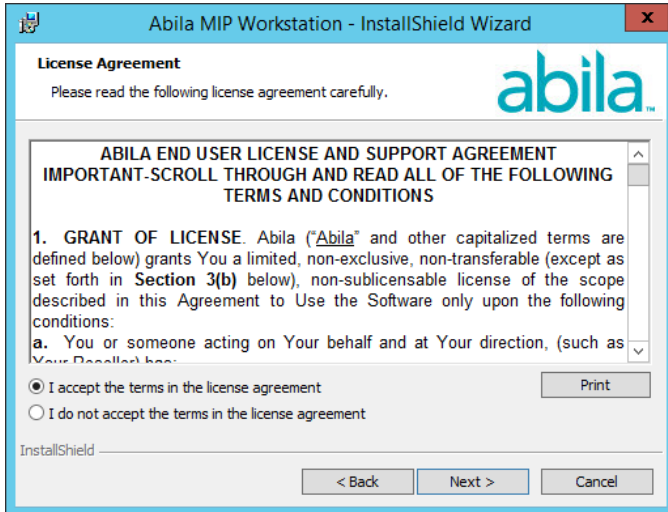 Abila MIP Workstation - InstallShield Wizard
x
License Agreement
Please read the following license agreement carefully.
abila
ABILA END USER LICENSE AND SUPPORT AGREEMENT
IMPORTANT-SCROLL THROUGH AND READ ALL OF THE FOLLOWING
TERMS AND CONDITIONS
1. GRANT OF LICENSE. Abila (“Abila” and other capitalized terms are
defined below) grants You a limited, non-exclusive, non-transferable (except as
set forth in Section 3(b) below), non-sublicensable license of the scope
described in this Agreement to Use the Software only upon the following
conditions:
a. You or someone acting on Your behalf and at Your direction, (such as
Your Reseller) has:
I accept the terms in the license agreement
Print
I do not accept the terms in the license agreement
InstallShield
< Back
Next >
Cancel